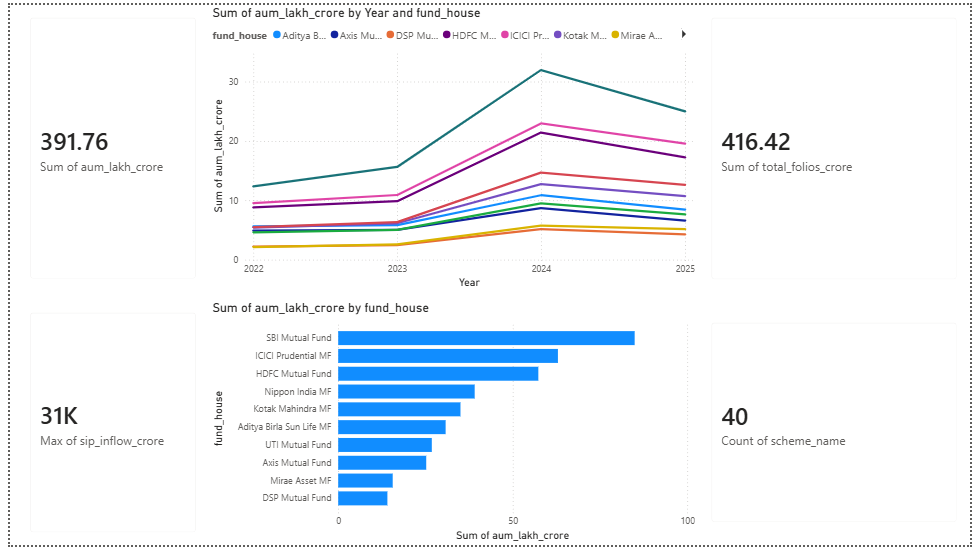 Sum of aum_lakh_crore by Year and fund_house
fund_house Aditya B... Axis Mu... DSP Mu... HDFC M... ICICI Pr... Kotak M... Mirae A...
391.76
Sum of aum_lakh_crore
Sum of aum_lakh_crore
30
20
10
0
2022 2023 2024 2025
Year
416.42
Sum of total_folios_crore
Sum of aum_lakh_crore by fund_house
31K
Max of sip_inflow_crore
fund_house
SBI Mutual Fund
ICICI Prudential MF
HDFC Mutual Fund
Nippon India MF
Kotak Mahindra MF
Aditya Birla Sun Life MF
UTI Mutual Fund
Axis Mutual Fund
Mirae Asset MF
DSP Mutual Fund
0 50 100
Sum of aum_lakh_crore
40
Count of scheme_name